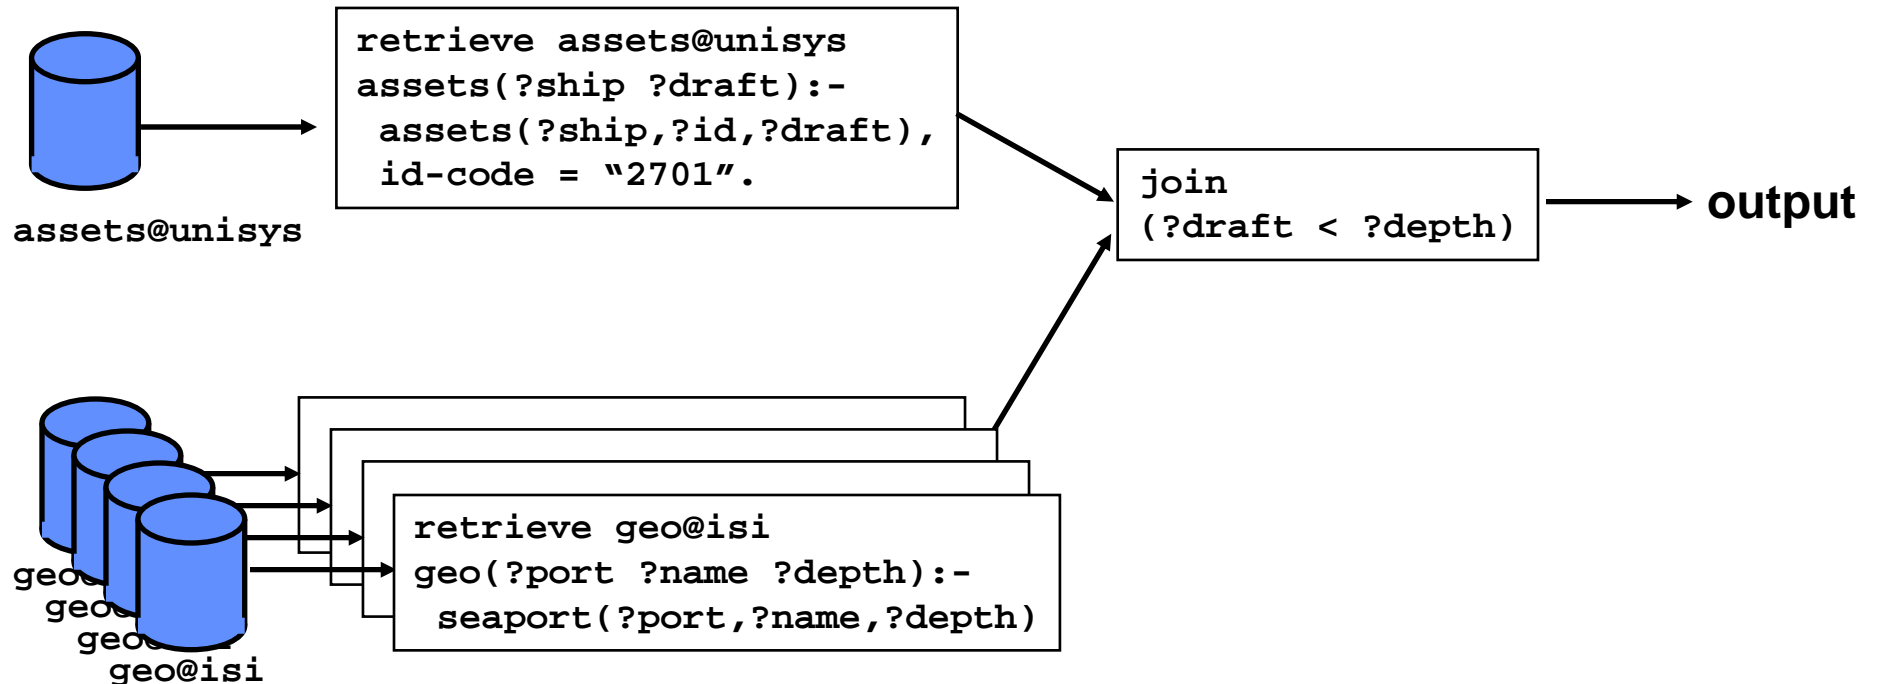 retrieve assets@unisys
assets(?ship ?draft):-
assets(?ship,?id,?draft),
id-code = “2701”.
assets@unisys
join
(?draft < ?depth)
output
retrieve geo@isi
geo(?port ?name ?depth):-
seaport(?port,?name,?depth)
geo@isi